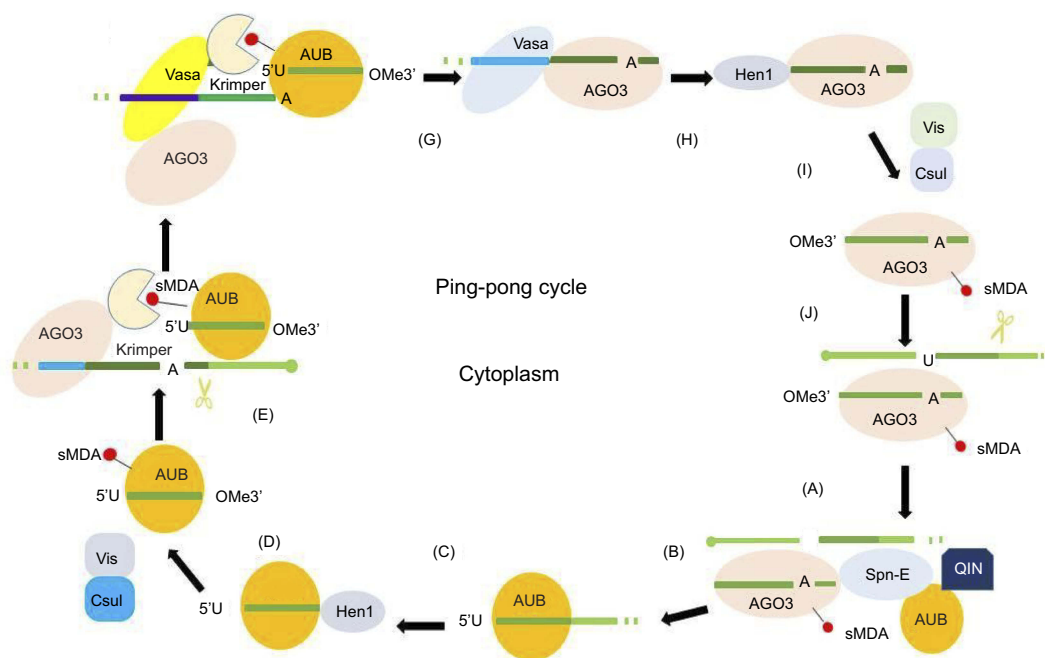 Vasa
Krimper
5'U
AUB
OMe3'
A
AGO3
(G)
Vasa
A
AGO3
(H)
Hen1
A
AGO3
(I)
Vis
Csul
OMe3'
A
AGO3
sMDA
(J)
U
OMe3'
A
AGO3
sMDA
(A)
Ping-pong cycle
Cytoplasm
sMDA
AUB
5'U
OMe3'
AGO3
Krimper
A
(E)
sMDA
AUB
5'U
OMe3'
Vis
Csul
(D)
5'U
Hen1
(C)
AUB
5'U
(B)
A
AGO3
Spn-E
QIN
sMDA
AUB